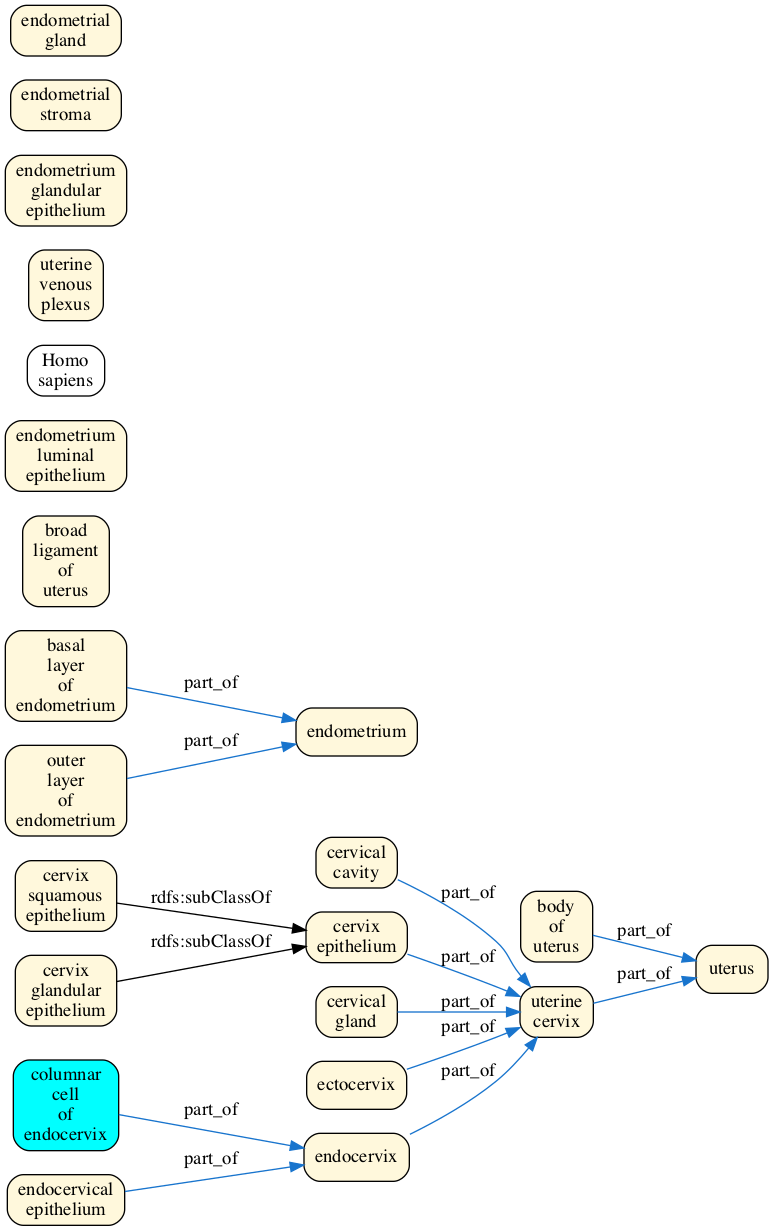 endometrial
gland
endometrial
stroma
endometrium
glandular
epithelium
uterine
venous
plexus
Homo
sapiens
endometrium
luminal
epithelium
broad
ligament
of
uterus
basal
layer
of
endometrium
part_of
endometrium
part_of
outer
layer
of
endometrium
cervix
squamous
epithelium
rdfs:subClassOf
rdfs:subClassOf
cervix
glandular
epithelium
cervical
cavity
part_of
cervix
epithelium
part_of
cervical
gland
part_of
part_of
ectocervix
part_of
body
of
uterus
part_of
uterine
cervix
part_of
uterus
columnar
cell
of
endocervix
part_of
part_of
endocervix
endocervical
epithelium